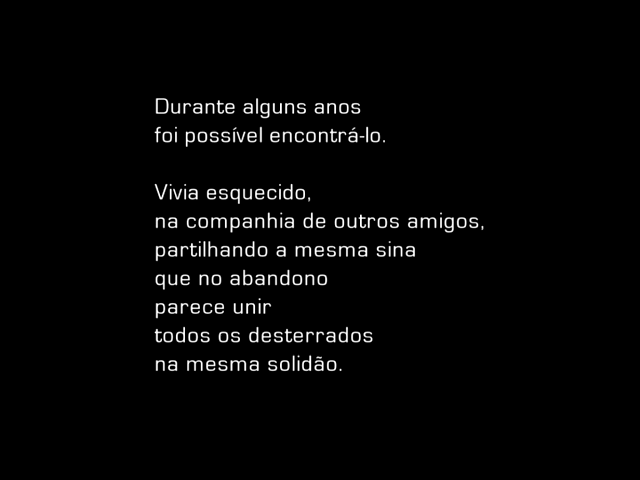 Durante alguns anos
foi possível encontrá-lo.
Vivia esquecido,
na companhia de outros amigos,
partilhando a mesma sina
que no abandono
parece unir
todos os desterrados
na mesma solidão.